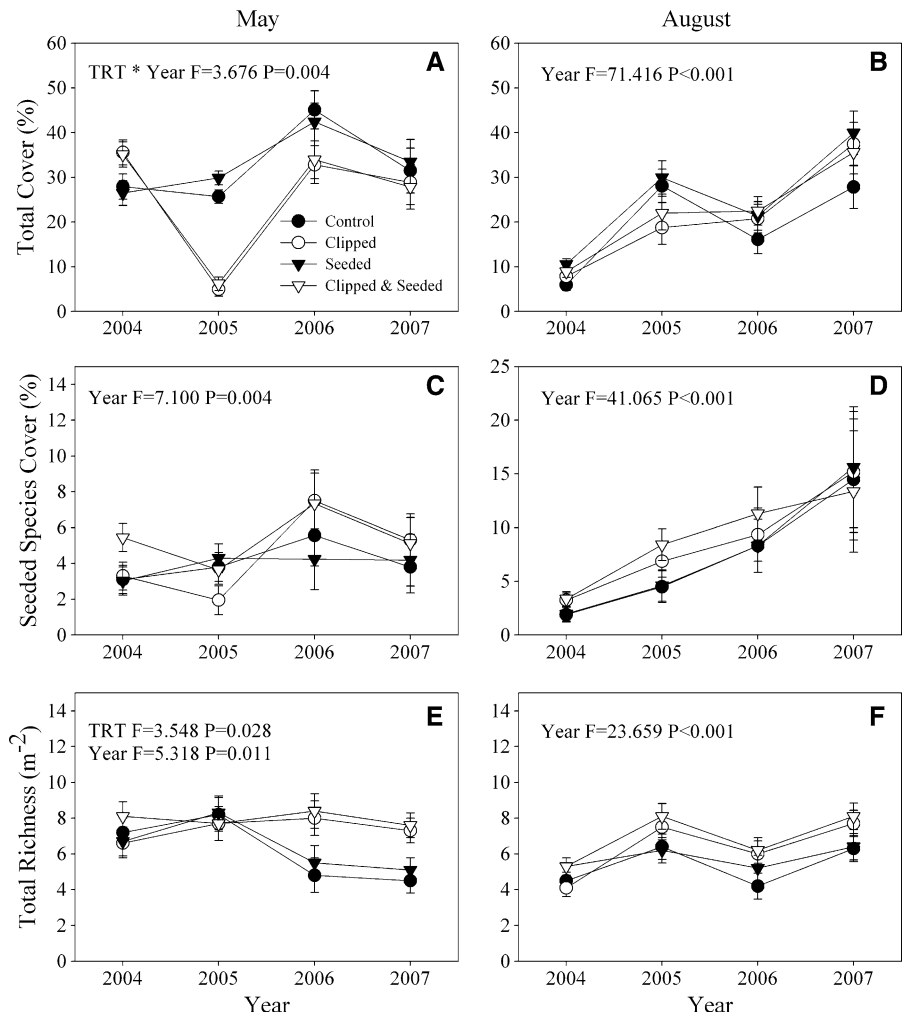 May
August
Total Cover (%)
60
50
40
30
20
10
0
TRT * Year F=3.676 P=0.004
A
Control
Clipped
Seeded
Clipped & Seeded
2004 2005 2006 2007
60
50
40
30
20
10
0
Year F=71.416 P<0.001
B
2004 2005 2006 2007
Seeded Species Cover (%)
14
12
10
8
6
4
2
0
Year F=7.100 P=0.004
C
2004 2005 2006 2007
25
20
15
10
5
0
Year F=41.065 P<0.001
D
2004 2005 2006 2007
Total Richness (m-2)
14
12
10
8
6
4
2
0
TRT F=3.548 P=0.028
Year F=5.318 P=0.011
E
2004 2005 2006 2007
Year
14
12
10
8
6
4
2
0
Year F=23.659 P<0.001
F
2004 2005 2006 2007
Year